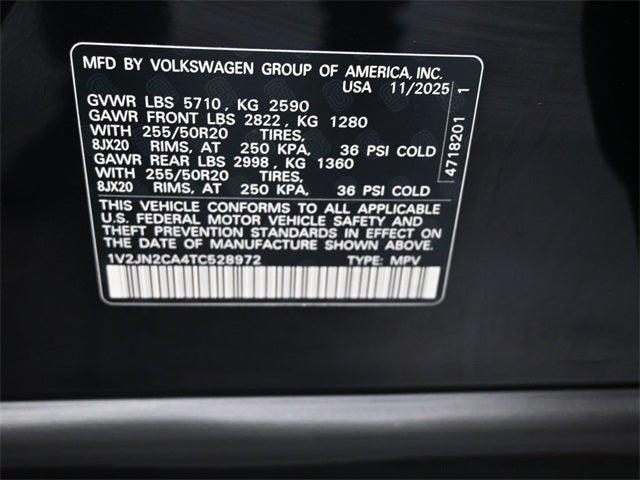 MFD BY VOLKSWAGEN GROUP OF AMERICA, INC.
USA 11/2025
GVWR LBS 5710, KG 2590
GAWR FRONT LBS 2822, KG 1280
WITH 255/50R20 TIRES,
8JX20 RIMS, AT 250 KPA, 36 PSI COLD
GAWR REAR LBS 2998, KG 1360
WITH 255/50R20 TIRES,
8JX20 RIMS, AT 250 KPA, 36 PSI COLD
THIS VEHICLE CONFORMS TO ALL APPLICABLE
U.S. FEDERAL MOTOR VEHICLE SAFETY AND
THEFT PREVENTION STANDARDS IN EFFECT ON
THE DATE OF MANUFACTURE SHOWN ABOVE.
1V2JN2CA4TC528972 TYPE: MPV
4718201 1